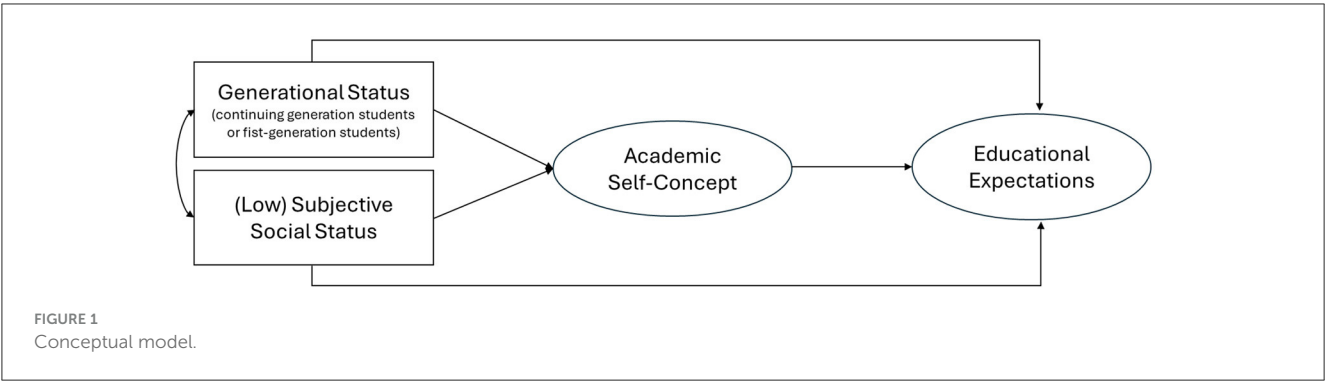 Generational Status
(continuing generation students
or fist-generation students)
(Low) Subjective
Social Status
Academic
Self-Concept
Educational
Expectations
FIGURE 1
Conceptual model.